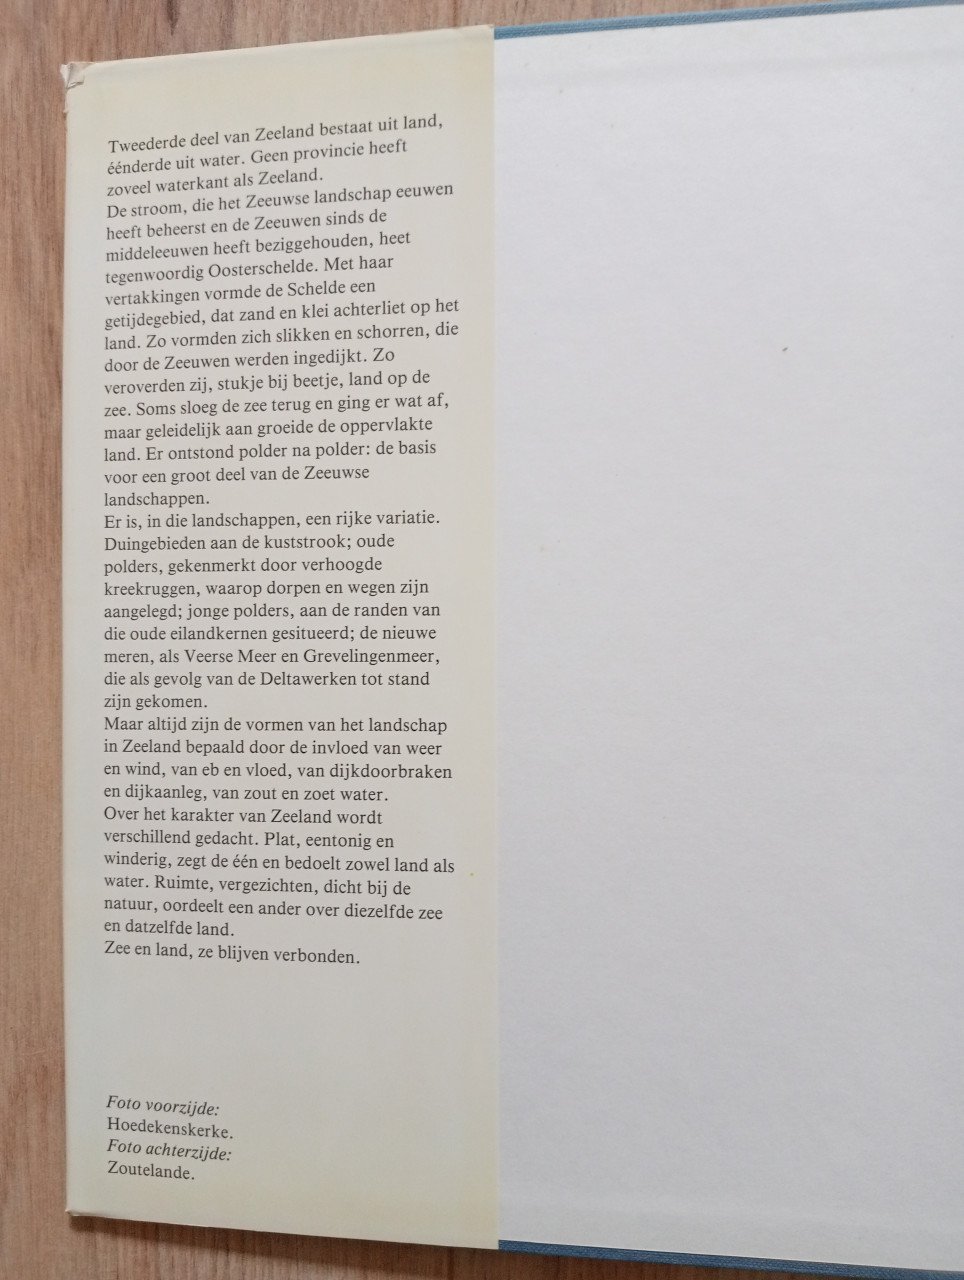 Tweederde deel van Zeeland bestaat uit land,
éénderde uit water. Geen provincie heeft
zoveel waterkant als Zeeland.
De stroom, die het Zeeuwse landschap eeuwen
heeft beheerst en de Zeeuwen sinds de
middeleeuwen heeft beziggehouden, heet
tegenwoordig Oosterschelde. Met haar
vertakkingen vormde de Schelde een
getijdegebied, dat zand en klei achterliet op het
land. Zo vormden zich slikken en schorren, die
door de Zeeuwen werden ingedijkt. Zo
veroverden zij, stukje bij beetje, land op de
zee. Soms sloeg de zee terug en ging er wat af,
maar geleidelijk aan groeide de oppervlakte
land. Er ontstond polder na polder: de basis
voor een groot deel van de Zeeuwse
landschappen.
Er is, in die landschappen, een rijke variatie.
Duingebieden aan de kuststrook; oude
polders, gekenmerkt door verhoogde
kreekruggen, waarop dorpen en wegen zijn
aangelegd; jonge polders, aan de randen van
die oude eilandkernen gesitueerd; de nieuwe
meren, als Veerse Meer en Grevelingenmeer,
die als gevolg van de Deltawerken tot stand
zijn gekomen.
Maar altijd zijn de vormen van het landschap
in Zeeland bepaald door de invloed van weer
en wind, van eb en vloed, van dijkdoorbraken
en dijkaanleg, van zout en zoet water.
Over het karakter van Zeeland wordt
verschillend gedacht. Plat, eentonig en
winderig, zegt de één en bedoelt zowel land als
water. Ruimte, vergezichten, dicht bij de
natuur, oordeelt een ander over diezelfde zee
en datzelfde land.
Zee en land, ze blijven verbonden.
Foto voorzijde:
Hoedekenskerke.
Foto achterzijde:
Zoutelande.